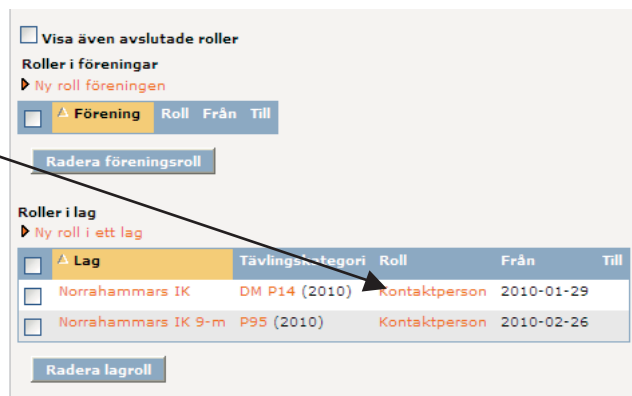 Visa även avslutade roller
Roller i föreningar
Ny roll föreningen
Förening Roll Från Till
Radera föreningsroll
Roller i lag
Ny roll i ett lag
Lag Tävlingskategori Roll Från Till
Norrahammars IK DM P14 (2010) Kontaktperson 2010-01-29
Norrahammars IK 9-m P95 (2010) Kontaktperson 2010-02-26
Radera lagroll